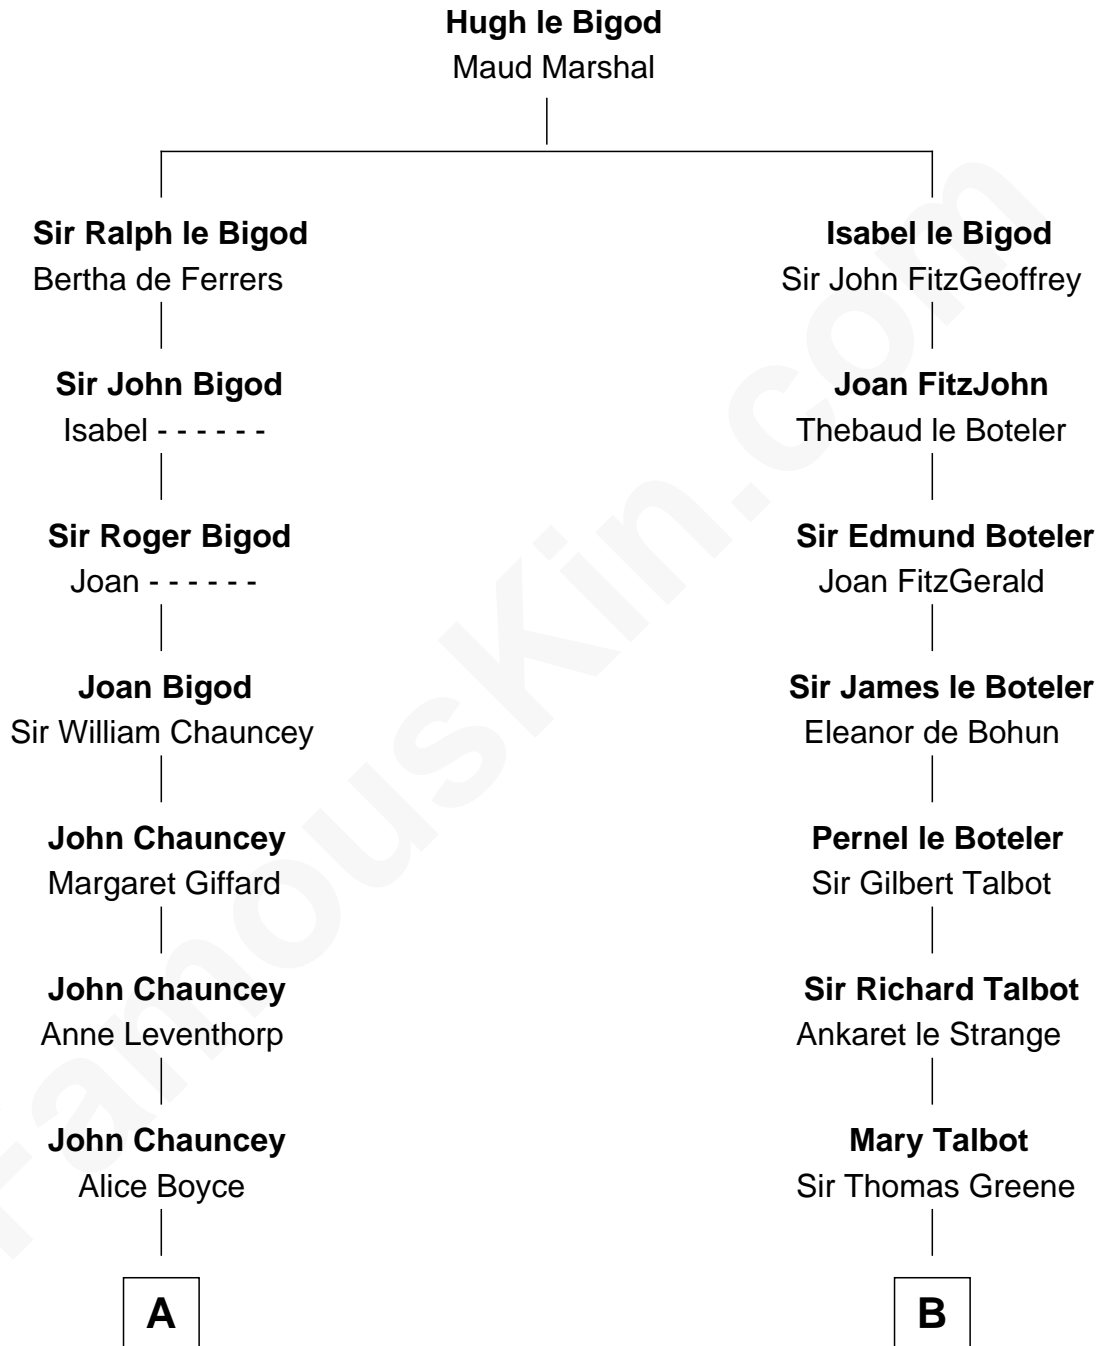 Hugh le Bigod
Maud Marshal
Sir Ralph le Bigod
Bertha de Ferrers
Isabel le Bigod
Sir John FitzGeoffrey
Sir John Bigod
Isabel - - - - - -
Joan FitzJohn
Thebaud le Boteler
Sir Roger Bigod
Joan - - - - - -
Sir Edmund Boteler
Joan FitzGerald
Joan Bigod
Sir William Chauncey
Sir James le Boteler
Eleanor de Bohun
John Chauncey
Margaret Giffard
Pernel le Boteler
Sir Gilbert Talbot
John Chauncey
Anne Leventhorp
Sir Richard Talbot
Ankaret le Strange
John Chauncey
Alice Boyce
Mary Talbot
Sir Thomas Greene
A
B
FamousKin.com